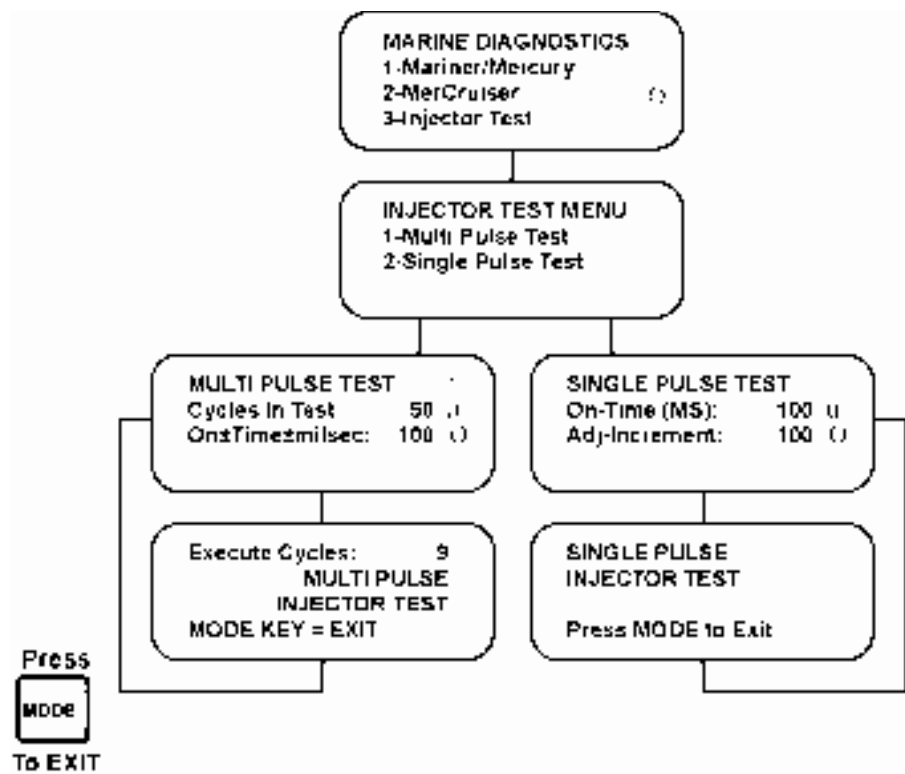 MARINE DIAGNOSTICS
1-Mariner/Mercury
2-MerCruiser
3-Injector Test
INJECTOR TEST MENU
1-Multi Pulse Test
2-Single Pulse Test
MULTI PULSE TEST
Cycles In Test 50
On±Time±milsec: 100
SINGLE PULSE TEST
On-Time (MS): 100
Adj-Increment: 100
Execute Cycles: 9
MULTI PULSE
INJECTOR TEST
MODE KEY = EXIT
SINGLE PULSE
INJECTOR TEST
Press MODE to Exit
Press
MODE
To EXIT